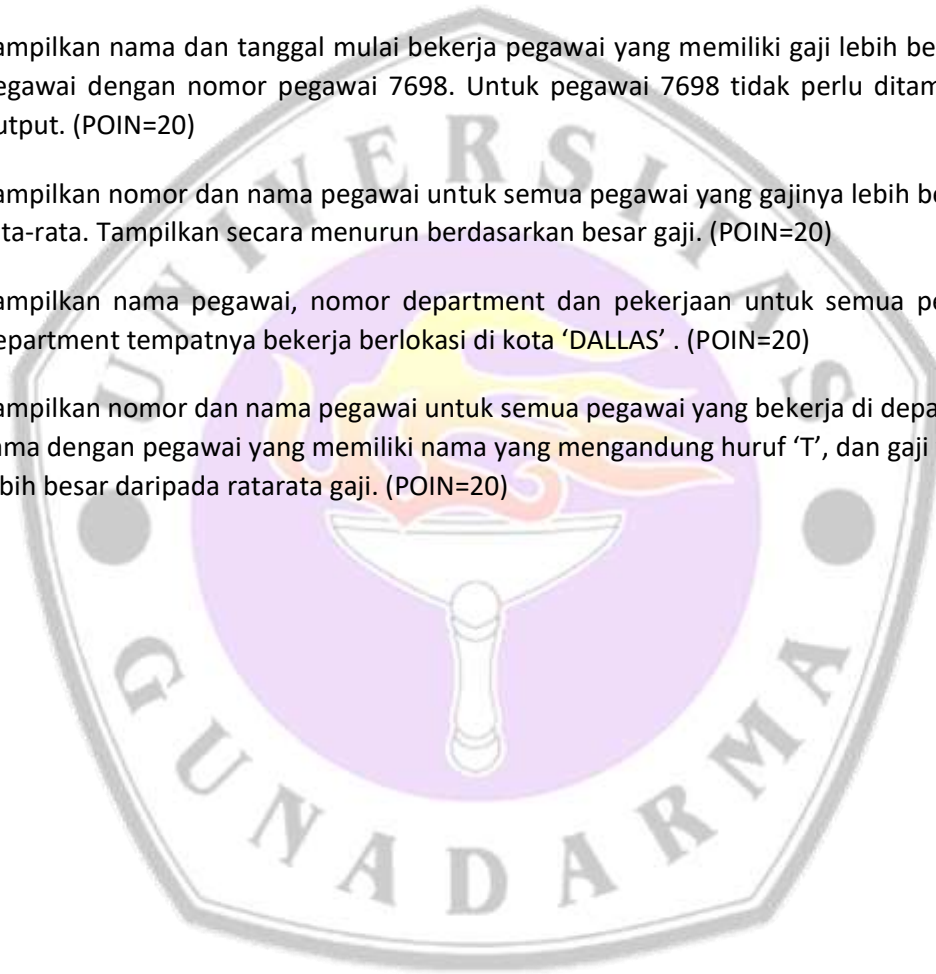 ampilkan nama dan tanggal mulai bekerja pegawai yang memiliki gaji lebih be
egawai dengan nomor pegawai 7698. Untuk pegawai 7698 tidak perlu ditam
utput. (POIN=20)
ampilkan nomor dan nama pegawai untuk semua pegawai yang gajinya lebih be
ta-rata. Tampilkan secara menurun berdasarkan besar gaji. (POIN=20)
ampilkan nama pegawai, nomor department dan pekerjaan untuk semua pe
epartment tempatnya bekerja berlokasi di kota ‘DALLAS’ . (POIN=20)
ampilkan nomor dan nama pegawai untuk semua pegawai yang bekerja di depa
ama dengan pegawai yang memiliki nama yang mengandung huruf ‘T’, dan gaji
bih besar daripada ratarata gaji. (POIN=20)
UNIVERSITAS
GUNADARMA